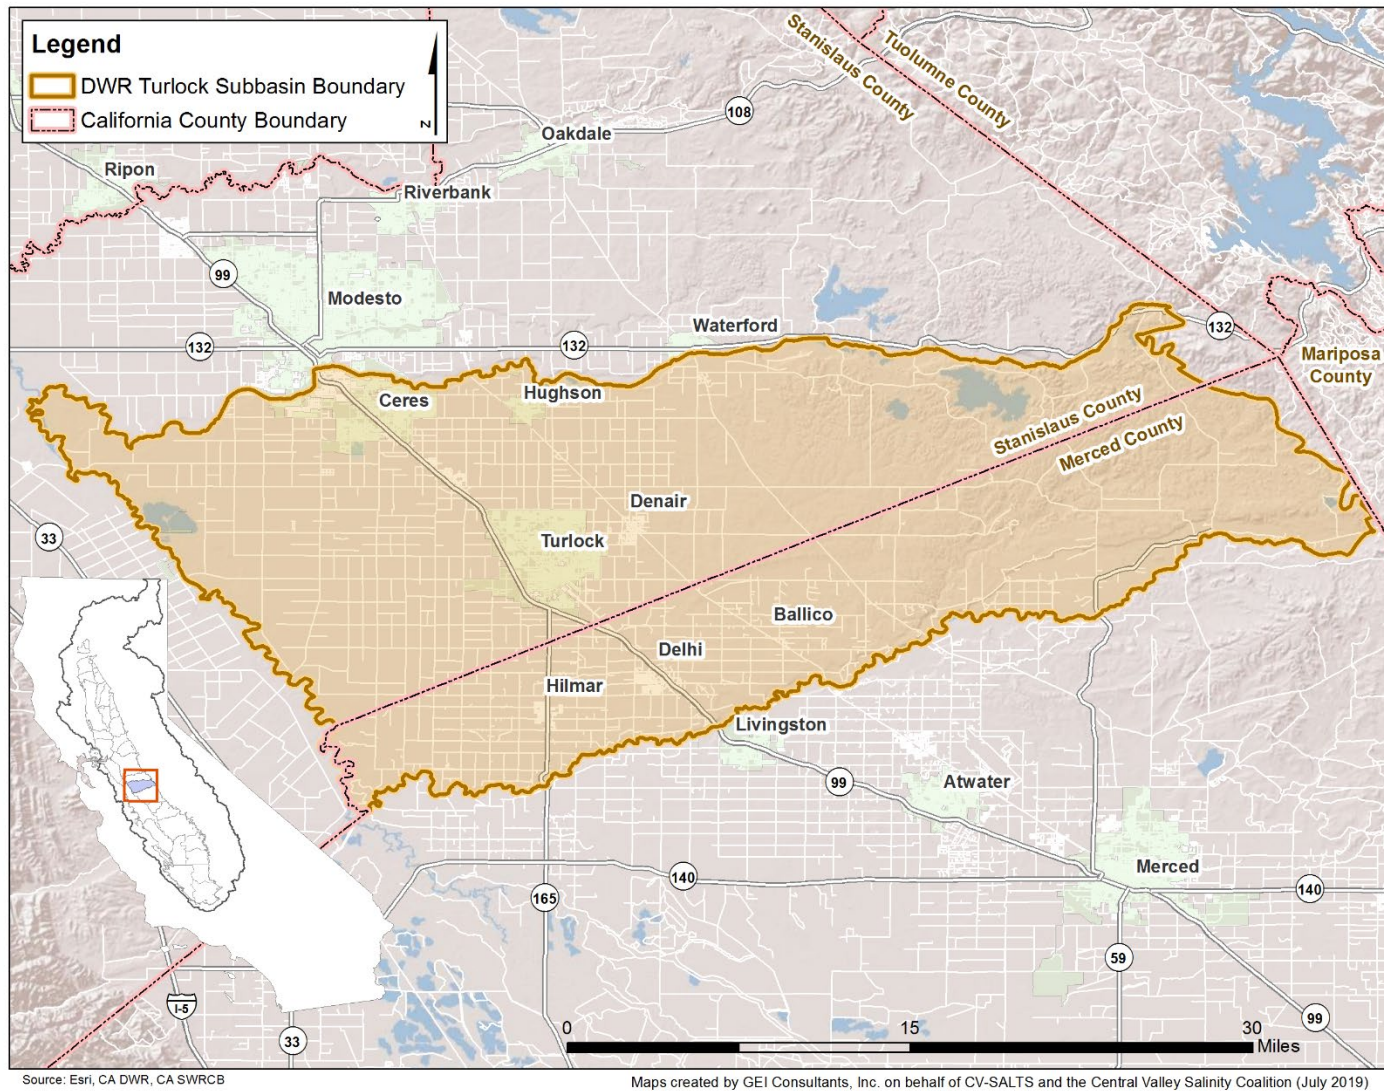 Legend
DWR Turlock Subbasin Boundary
California County Boundary
N
Stanislaus County
Tuolumne County
108
Oakdale
Ripon
Riverbank
99
Modesto
Waterford
132
132
132
Mariposa
County
Ceres
Hughson
Stanislaus County
Merced County
Denair
33
Turlock
Ballico
Delhi
Hilmar
Livingston
99
Atwater
Merced
140
140
165
59
I-5
33
99
0
15
30
Miles
Source: Esri, CA DWR, CA SWRCB
Maps created by GEI Consultants, Inc. on behalf of CV-SALTS and the Central Valley Salinity Coalition (July 2019)